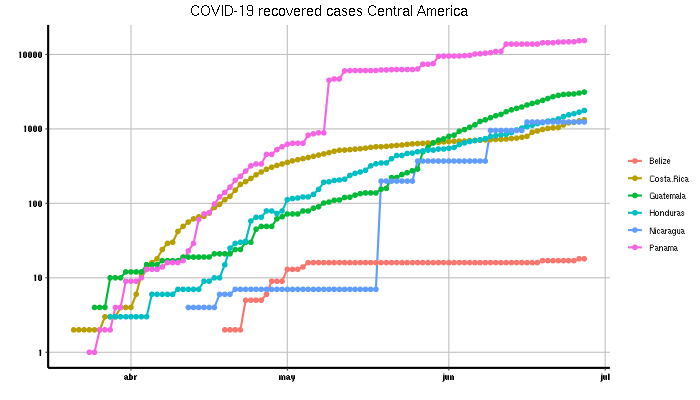 COVID-19 recovered cases Central America
10000
1000
100
10
1
abr
may
jun
jul
Belize
Costa.Rica
Guatemala
Honduras
Nicaragua
Panama